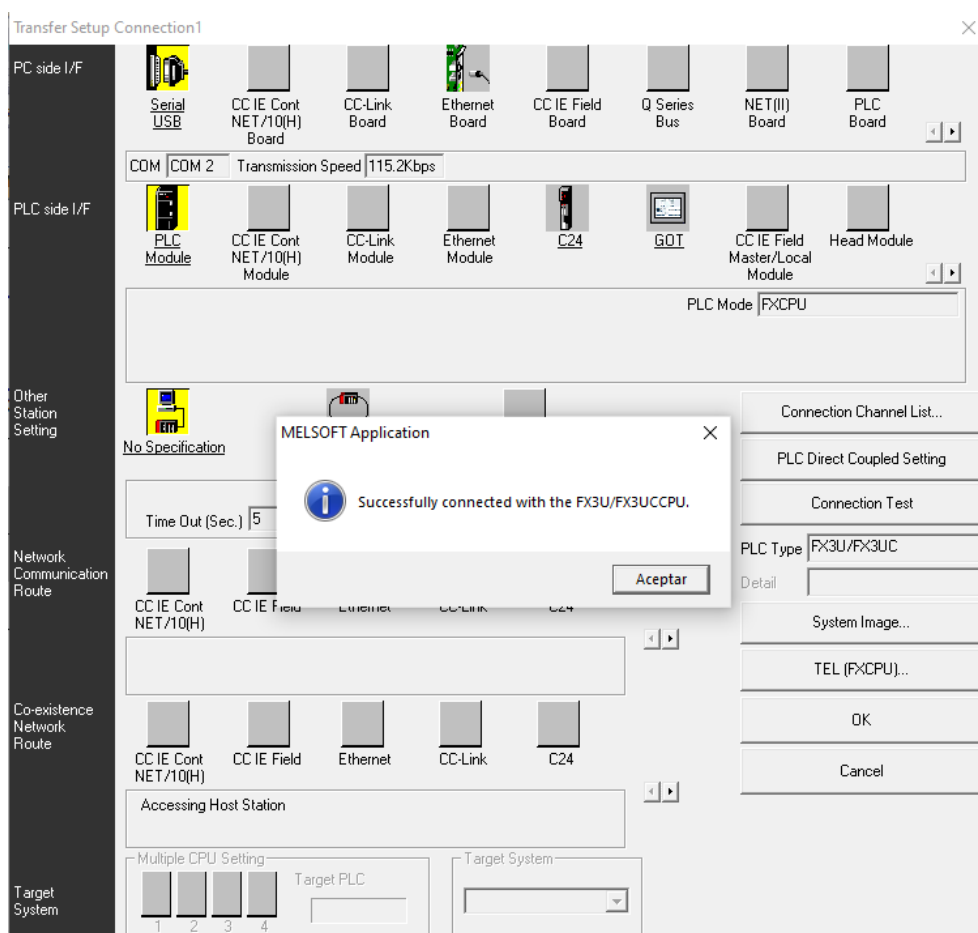 Transfer Setup Connection1
PC side I/F
Serial
USB
CC IE Cont
NET/10(H)
Board
CC-Link
Board
Ethernet
Board
CC IE Field
Board
Q Series
Bus
NET(II)
Board
PLC
Board
COM COM 2 Transmission Speed 115.2Kbps
PLC side I/F
PLC
Module
CC IE Cont
NET/10(H)
Module
CC-Link
Module
Ethernet
Module
C24
GOT
CC IE Field
Master/Local
Module
Head Module
PLC Mode FXCPU
Other
Station
Setting
No Specification
Time Out (Sec.) 5
MELSOFT Application
Successfully connected with the FX3U/FX3UCCPU.
Aceptar
Connection Channel List...
PLC Direct Coupled Setting
Connection Test
PLC Type FX3U/FX3UC
Detail
System Image...
TEL (FXCPU)...
OK
Cancel
Network
Communication
Route
CC IE Cont
NET/10(H)
CC IE Field
Ethernet
CC-Link
C24
Co-existence
Network
Route
CC IE Cont
NET/10(H)
CC IE Field
Ethernet
CC-Link
C24
Accessing Host Station
Target
System
Multiple CPU Setting
1 2 3 4
Target PLC
Target System